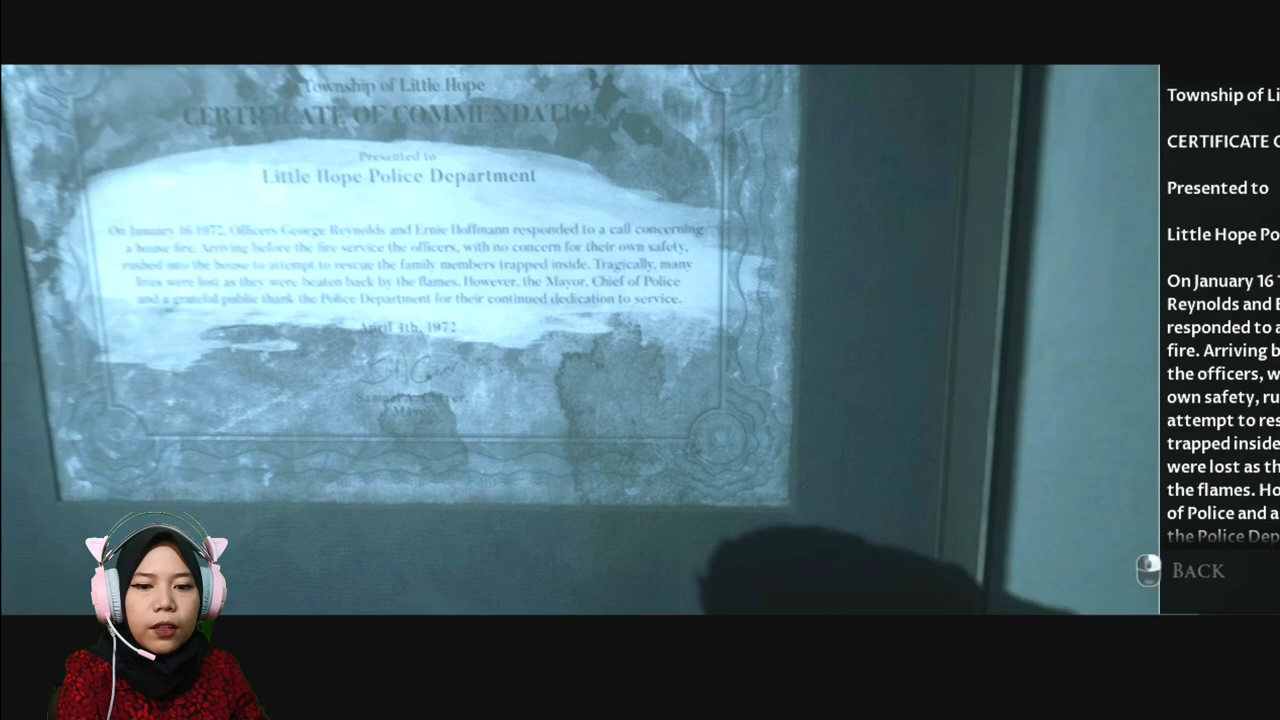 Township of Little Hope
CERTIFICATE OF COMMENDATION
Presented to
Little Hope Police Department
On January 16 1972, Officers George Reynolds and Ernie Hoffmann responded to a call concerning
a house fire. Arriving before the fire service the officers, with no concern for their own safety,
rushed into the house to attempt to rescue the family members trapped inside. Tragically, many
lives were lost as they were beaten back by the flames. However, the Mayor, Chief of Police
and a grateful public thank the Police Department for their continued dedication to service.
April 4th, 1972
Samuel A.
Mayor
Township of Li
CERTIFICATE
Presented to
Little Hope Po
On January 16
Reynolds and
responded to a
fire. Arriving b
the officers, w
own safety, ru
attempt to res
trapped inside
were lost as th
the flames. Ho
of Police and a
the Police Dep
BACK